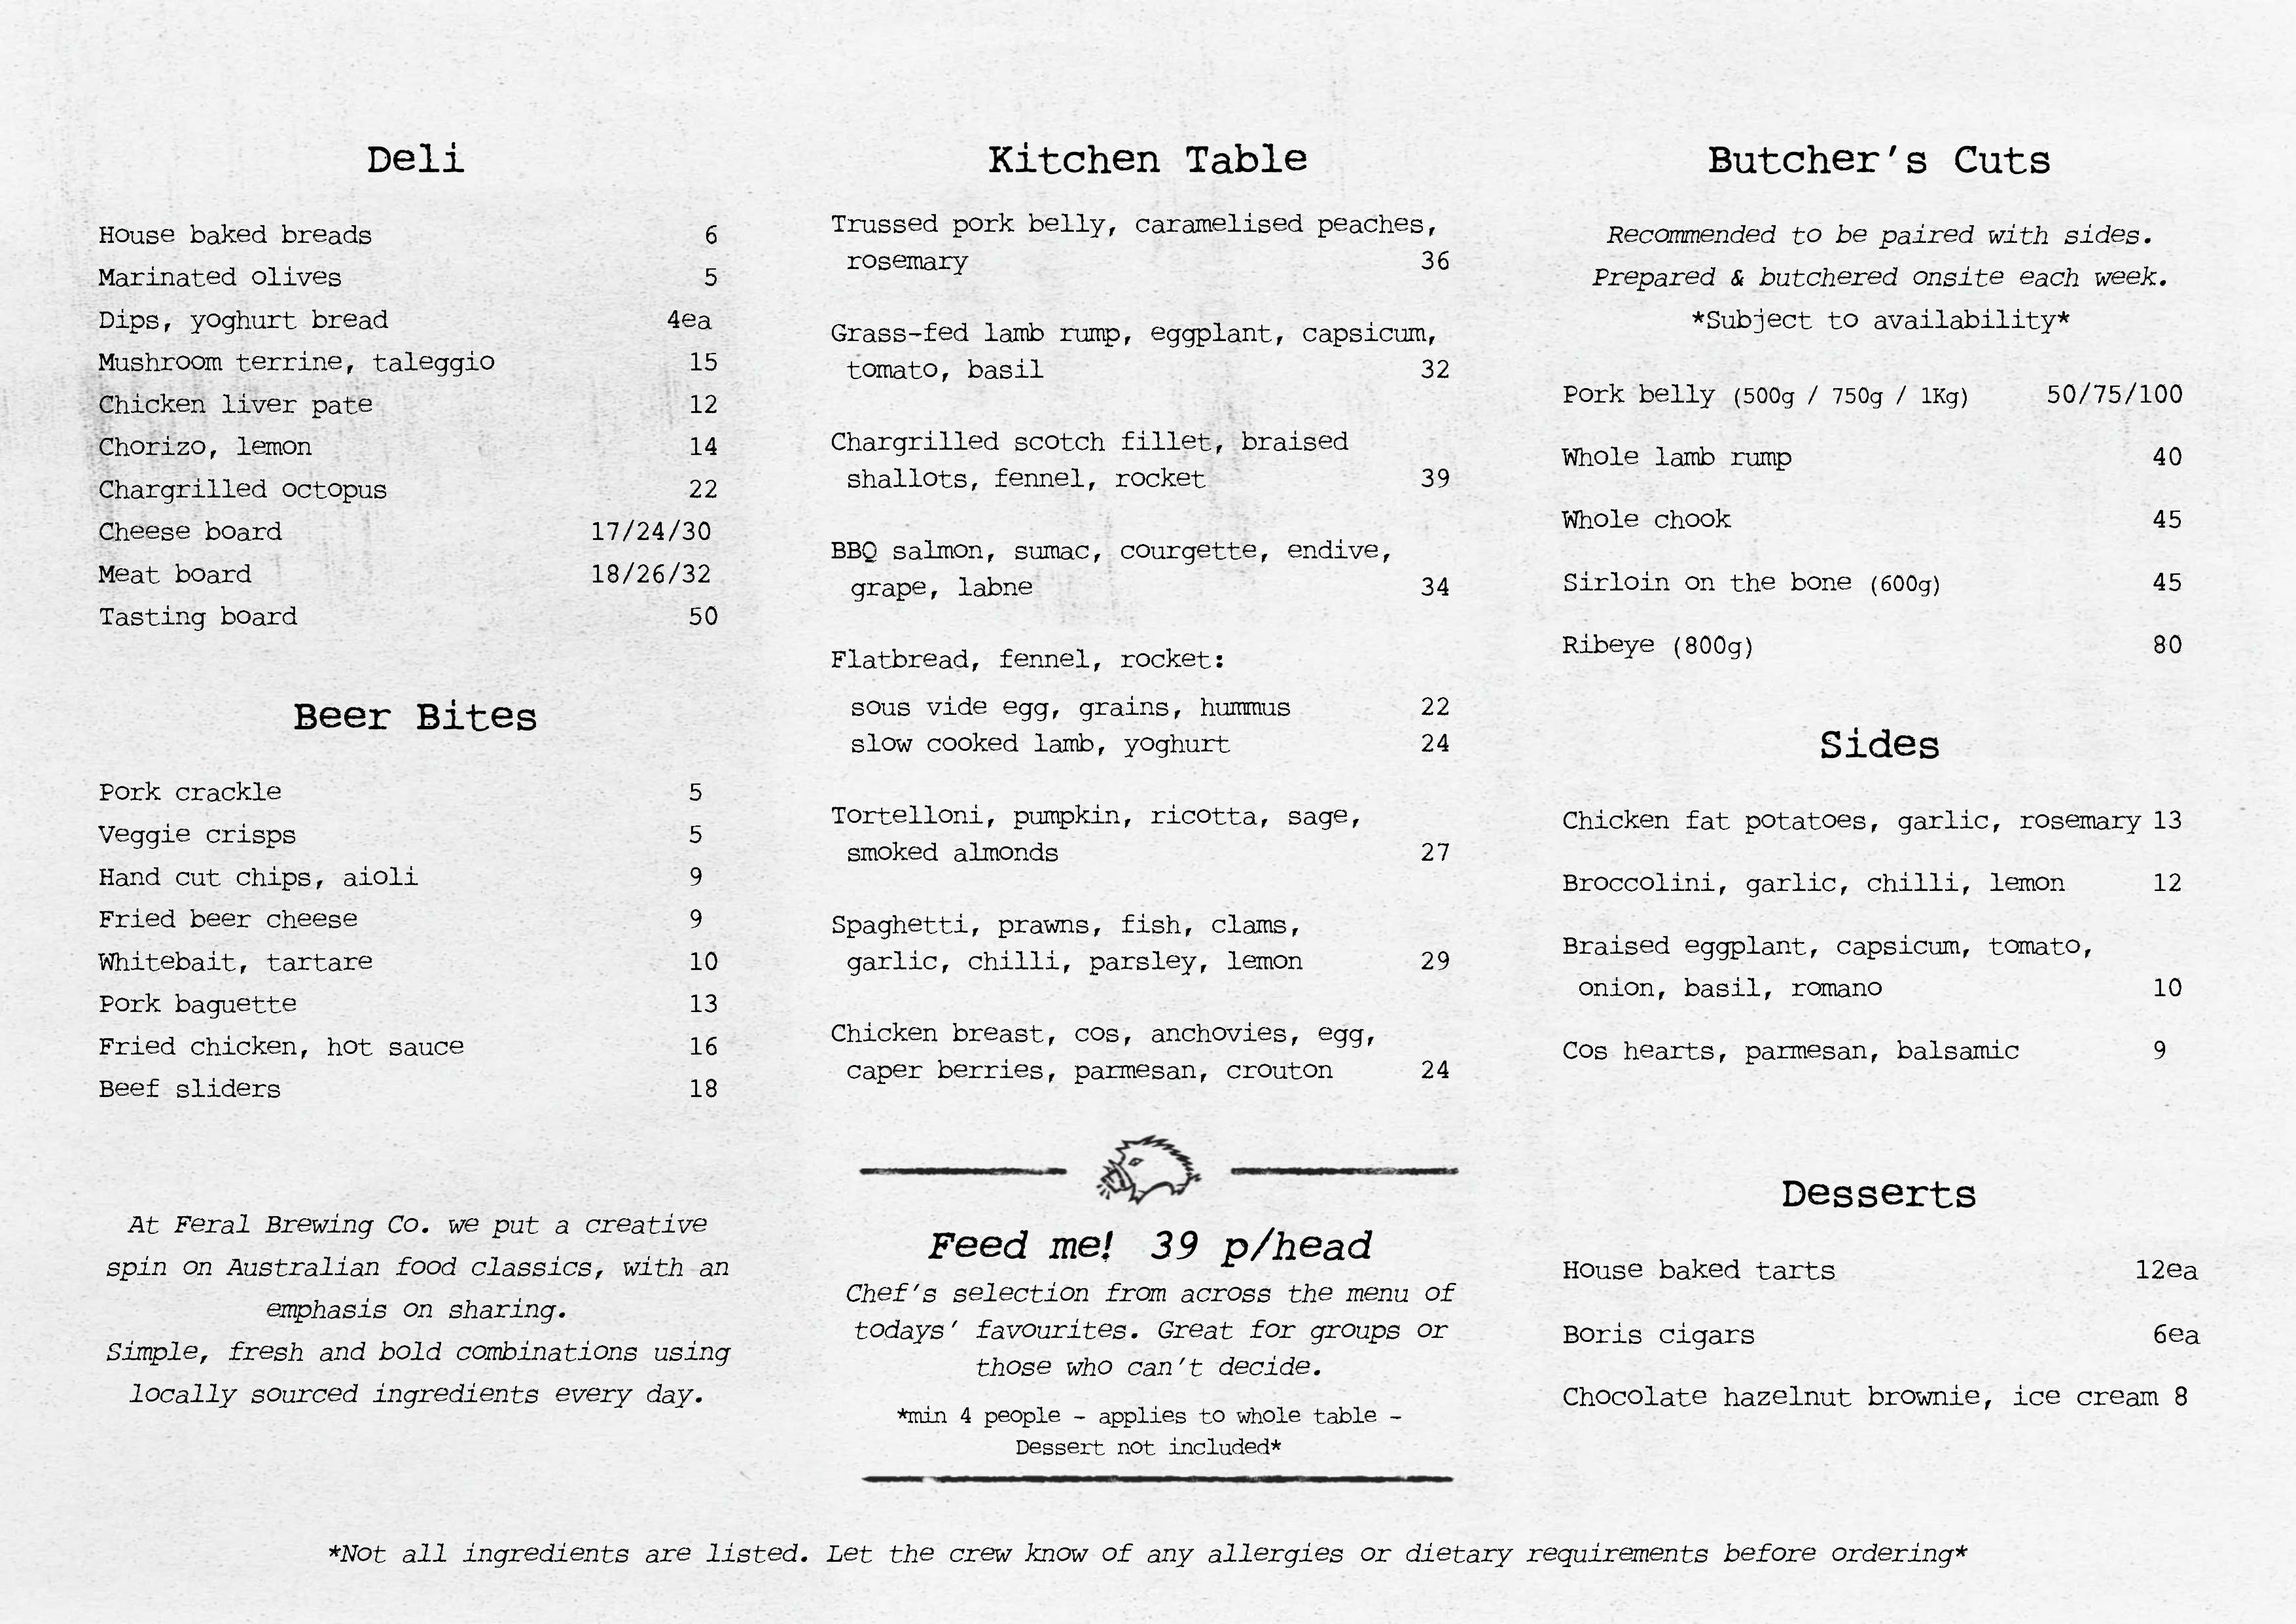 Deli
House baked breads 6
Marinated olives 5
Dips, yoghurt bread 4ea
Mushroom terrine, taleggio 15
Chicken liver pate 12
Chorizo, lemon 14
Chargrilled octopus 22
Cheese board 17/24/30
Meat board 18/26/32
Tasting board 50
Beer Bites
Pork crackle 5
Veggie crisps 5
Hand cut chips, aioli 9
Fried beer cheese 9
Whitebait, tartare 10
Pork baguette 13
Fried chicken, hot sauce 16
Beef sliders 18
At Feral Brewing Co. we put a creative
spin on Australian food classics, with an
emphasis on sharing.
Simple, fresh and bold combinations using
locally sourced ingredients every day.
Kitchen Table
Trussed pork belly, caramelised peaches,
rosemary 36
Grass-fed lamb rump, eggplant, capsicum,
tomato, basil 32
Chargrilled scotch fillet, braised
shallots, fennel, rocket 39
BBQ salmon, sumac, courgette, endive,
grape, labne 34
Flatbread, fennel, rocket:
sous vide egg, grains, hummus 22
slow cooked lamb, yoghurt 24
Tortelloni, pumpkin, ricotta, sage,
smoked almonds 27
Spaghetti, prawns, fish, clams,
garlic, chilli, parsley, lemon 29
Chicken breast, cos, anchovies, egg,
caper berries, parmesan, crouton 24
Feed me! 39 p/head
Chef's selection from across the menu of
todays' favourites. Great for groups or
those who can't decide.
*min 4 people - applies to whole table -
Dessert not included*
Butcher's Cuts
Recommended to be paired with sides.
Prepared & butchered onsite each week.
*Subject to availability*
Pork belly (500g / 750g / 1Kg) 50/75/100
Whole lamb rump 40
Whole chook 45
Sirloin on the bone (600g) 45
Ribeye (800g) 80
Sides
Chicken fat potatoes, garlic, rosemary 13
Broccolini, garlic, chilli, lemon 12
Braised eggplant, capsicum, tomato,
onion, basil, romano 10
Cos hearts, parmesan, balsamic 9
Desserts
House baked tarts 12ea
Boris cigars 6ea
Chocolate hazelnut brownie, ice cream 8
*Not all ingredients are listed. Let the crew know of any allergies or dietary requirements before ordering*